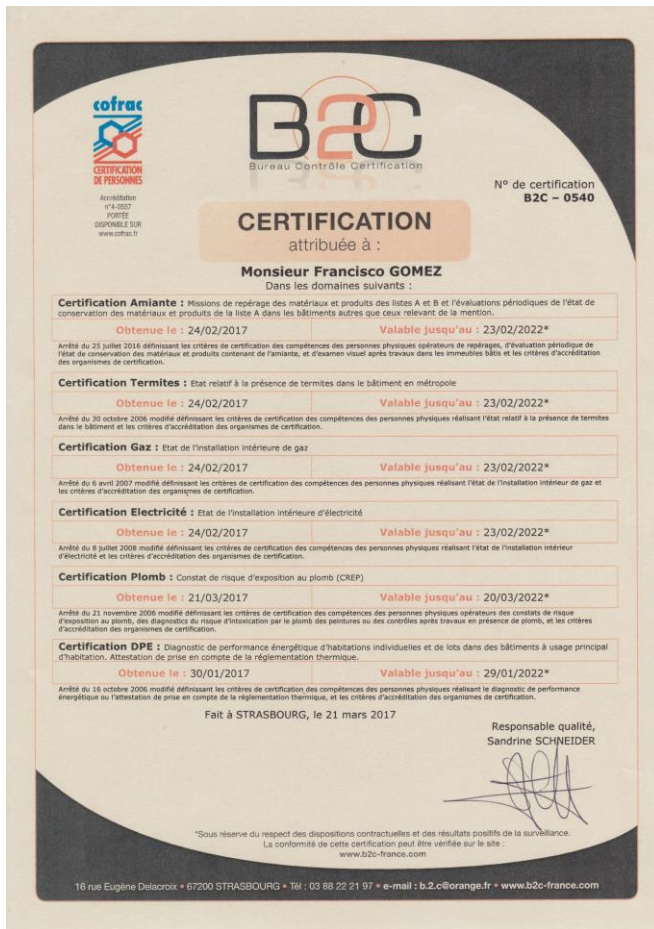 cofrac
CERTIFICATION
DE PERSONNES
Accréditation
n°4-0557
PORTÉE
DISPONIBLE SUR
www.cofrac.fr
B2C
Bureau Contrôle Certification
N° de certification
B2C – 0540
CERTIFICATION
attribuée à :
Monsieur Francisco GOMEZ
Dans les domaines suivants :
Certification Amiante : Missions de repérage des matériaux et produits des listes A et B et l'évaluations périodiques de l'état de
conservation des matériaux et produits de la liste A dans les bâtiments autres que ceux relevant de la mention.
Obtenue le : 24/02/2017 Valable jusqu'au : 23/02/2022*
Arrêté du 25 juillet 2016 définissant les critères de certification des compétences des personnes physiques opérateurs de repérages, d'évaluation périodique de
l'état de conservation des matériaux et produits contenant de l'amiante, et d'examen visuel après travaux dans les immeubles bâtis et les critères d'accréditation
des organismes de certification.
Certification Termites : Etat relatif à la présence de termites dans le bâtiment en métropole
Obtenue le : 24/02/2017 Valable jusqu'au : 23/02/2022*
Arrêté du 30 octobre 2006 modifié définissant les critères de certification des compétences des personnes physiques réalisant l'état relatif à la présence de termites
dans le bâtiment et les critères d'accréditation des organismes de certification.
Certification Gaz : Etat de l'installation intérieure de gaz
Obtenue le : 24/02/2017 Valable jusqu'au : 23/02/2022*
Arrêté du 6 avril 2007 modifié définissant les critères de certification des compétences des personnes physiques réalisant l'état de l'installation intérieur de gaz et
les critères d'accréditation des organismes de certification.
Certification Electricité : Etat de l'installation intérieure d'électricité
Obtenue le : 24/02/2017 Valable jusqu'au : 23/02/2022*
Arrêté du 8 juillet 2008 modifié définissant les critères de certification des compétences des personnes physiques réalisant l'état de l'installation intérieur
d'électricité et les critères d'accréditation des organismes de certification.
Certification Plomb : Constat de risque d'exposition au plomb (CREP)
Obtenue le : 21/03/2017 Valable jusqu'au : 20/03/2022*
Arrêté du 21 novembre 2006 modifié définissant les critères de certification des compétences des personnes physiques opérateurs des constats de risque
d'exposition au plomb, des diagnostics du risque d'intoxication par le plomb des peintures ou des contrôles après travaux en présence de plomb, et les critères
d'accréditation des organismes de certification.
Certification DPE : Diagnostic de performance énergétique d'habitations individuelles et de lots dans des bâtiments à usage principal
d'habitation. Attestation de prise en compte de la réglementation thermique.
Obtenue le : 30/01/2017 Valable jusqu'au : 29/01/2022*
Arrêté du 16 octobre 2006 modifié définissant les critères de certification des compétences des personnes physiques réalisant le diagnostic de performance
énergétique ou l'attestation de prise en compte de la réglementation thermique, et les critères d'accréditation des organismes de certification.
Fait à STRASBOURG, le 21 mars 2017
Responsable qualité,
Sandrine SCHNEIDER
*Sous réserve du respect des dispositions contractuelles et des résultats positifs de la surveillance.
La conformité de cette certification peut être vérifiée sur le site :
www.b2c-france.com
16 rue Eugène Delacroix • 67200 STRASBOURG • Tél : 03 88 22 21 97 • e-mail : b.2.c@orange.fr • www.b2c-france.com